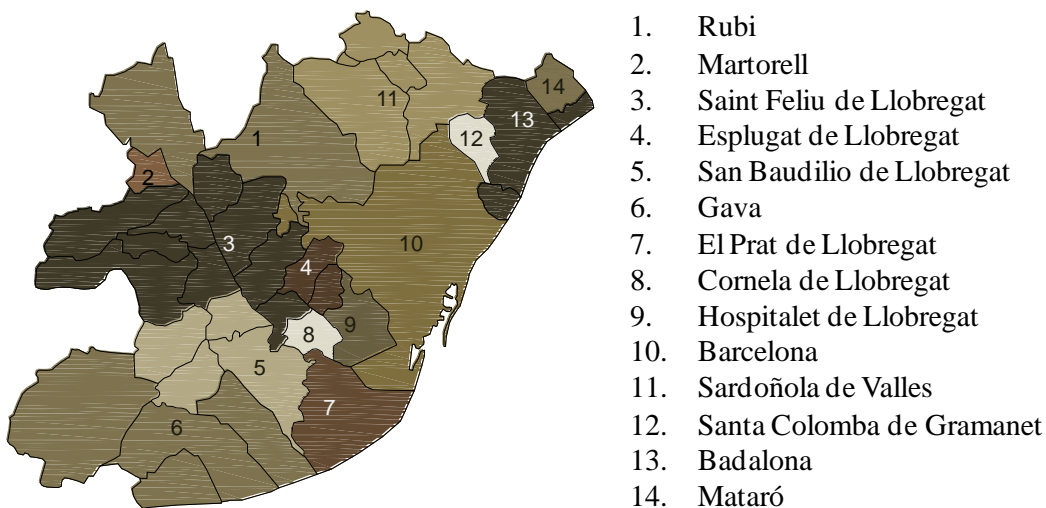 1. Rubi
2. Martorell
3. Saint Feliu de Llobregat
4. Esplugat de Llobregat
5. San Baudilio de Llobregat
6. Gava
7. El Prat de Llobregat
8. Cornela de Llobregat
9. Hospitalet de Llobregat
10. Barcelona
11. Sardoñola de Valles
12. Santa Colomba de Gramanet
13. Badalona
14. Mataró
14
11
13
1
12
2
3
10
4
9
8
5
7
6